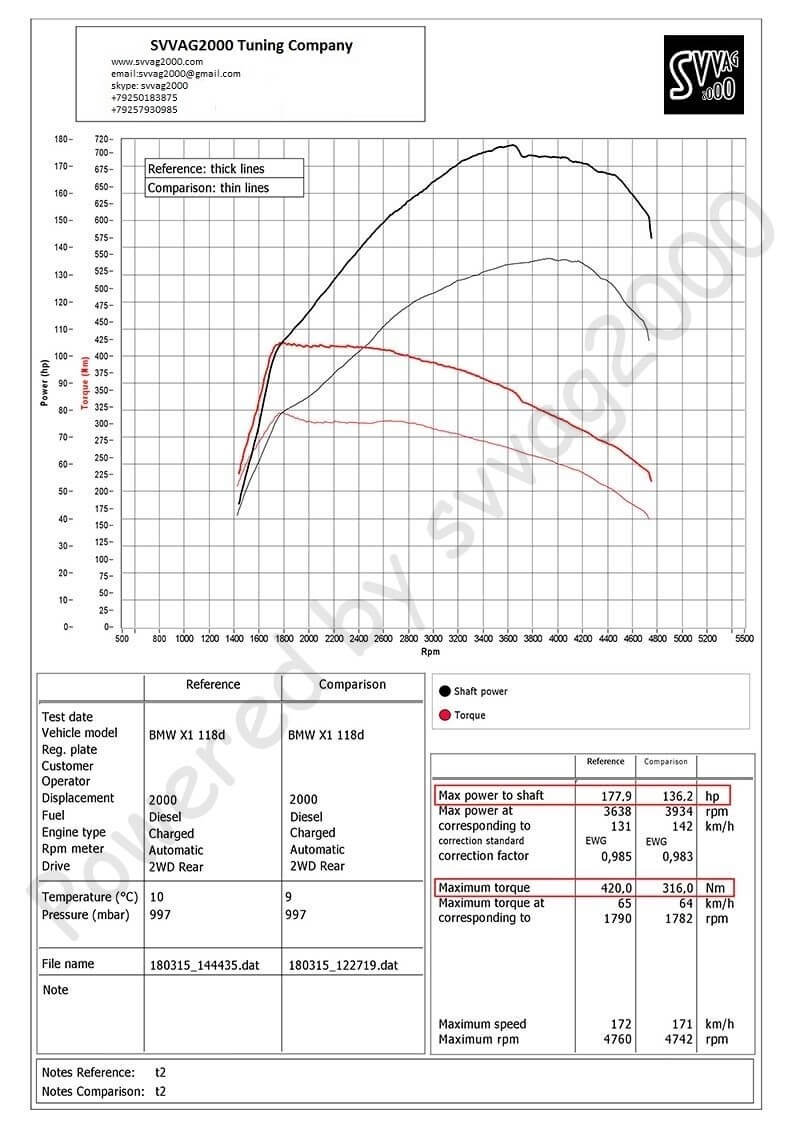 SVVAG2000 Tuning Company
www.svvag2000.com
email:svvag2000@gmail.com
skype: svvag2000
+79250183875
+79257930985
SVVAG
2000
Reference: thick lines
Comparison: thin lines
180
170
160
150
140
130
120
110
100
90
80
70
60
50
40
30
20
10
0
Power (hp)
720
700
675
650
625
600
575
550
525
500
475
450
425
400
375
350
325
300
275
250
225
200
175
150
125
100
75
50
25
0
Torque (Nm)
500 800 1000 1200 1400 1600 1800 2000 2200 2400 2600 2800 3000 3200 3400 3600 3800 4000 4200 4400 4600 4800 5000 5200 5500
Rpm
Powered by svvag2000
Reference Comparison
Test date
Vehicle model BMW X1 118d BMW X1 118d
Reg. plate
Customer
Operator
Displacement 2000 2000
Fuel Diesel Diesel
Engine type Charged Charged
Rpm meter Automatic Automatic
Drive 2WD Rear 2WD Rear
Temperature (°C) 10 9
Pressure (mbar) 997 997
File name 180315_144435.dat 180315_122719.dat
Note
Shaft power
Torque
Reference Comparison
Max power to shaft 177,9 136,2 hp
Max power at 3638 3934 rpm
corresponding to 131 142 km/h
correction standard EWG EWG
correction factor 0,985 0,983
Maximum torque 420,0 316,0 Nm
Maximum torque at 65 64 km/h
corresponding to 1790 1782 rpm
Maximum speed 172 171 km/h
Maximum rpm 4760 4742 rpm
Notes Reference: t2
Notes Comparison: t2